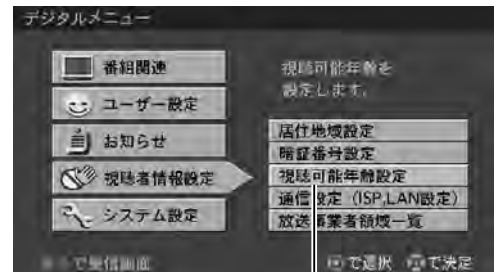 デジタルメニュー
番組関連
ユーザー設定
お知らせ
視聴者情報設定
システム設定
視聴可能年齢を
設定します。
居住地域設定
暗証番号設定
視聴可能年齢設定
通信設定（ISP,LAN設定）
放送事業者領域一覧
で受信画面
で選択
で決定